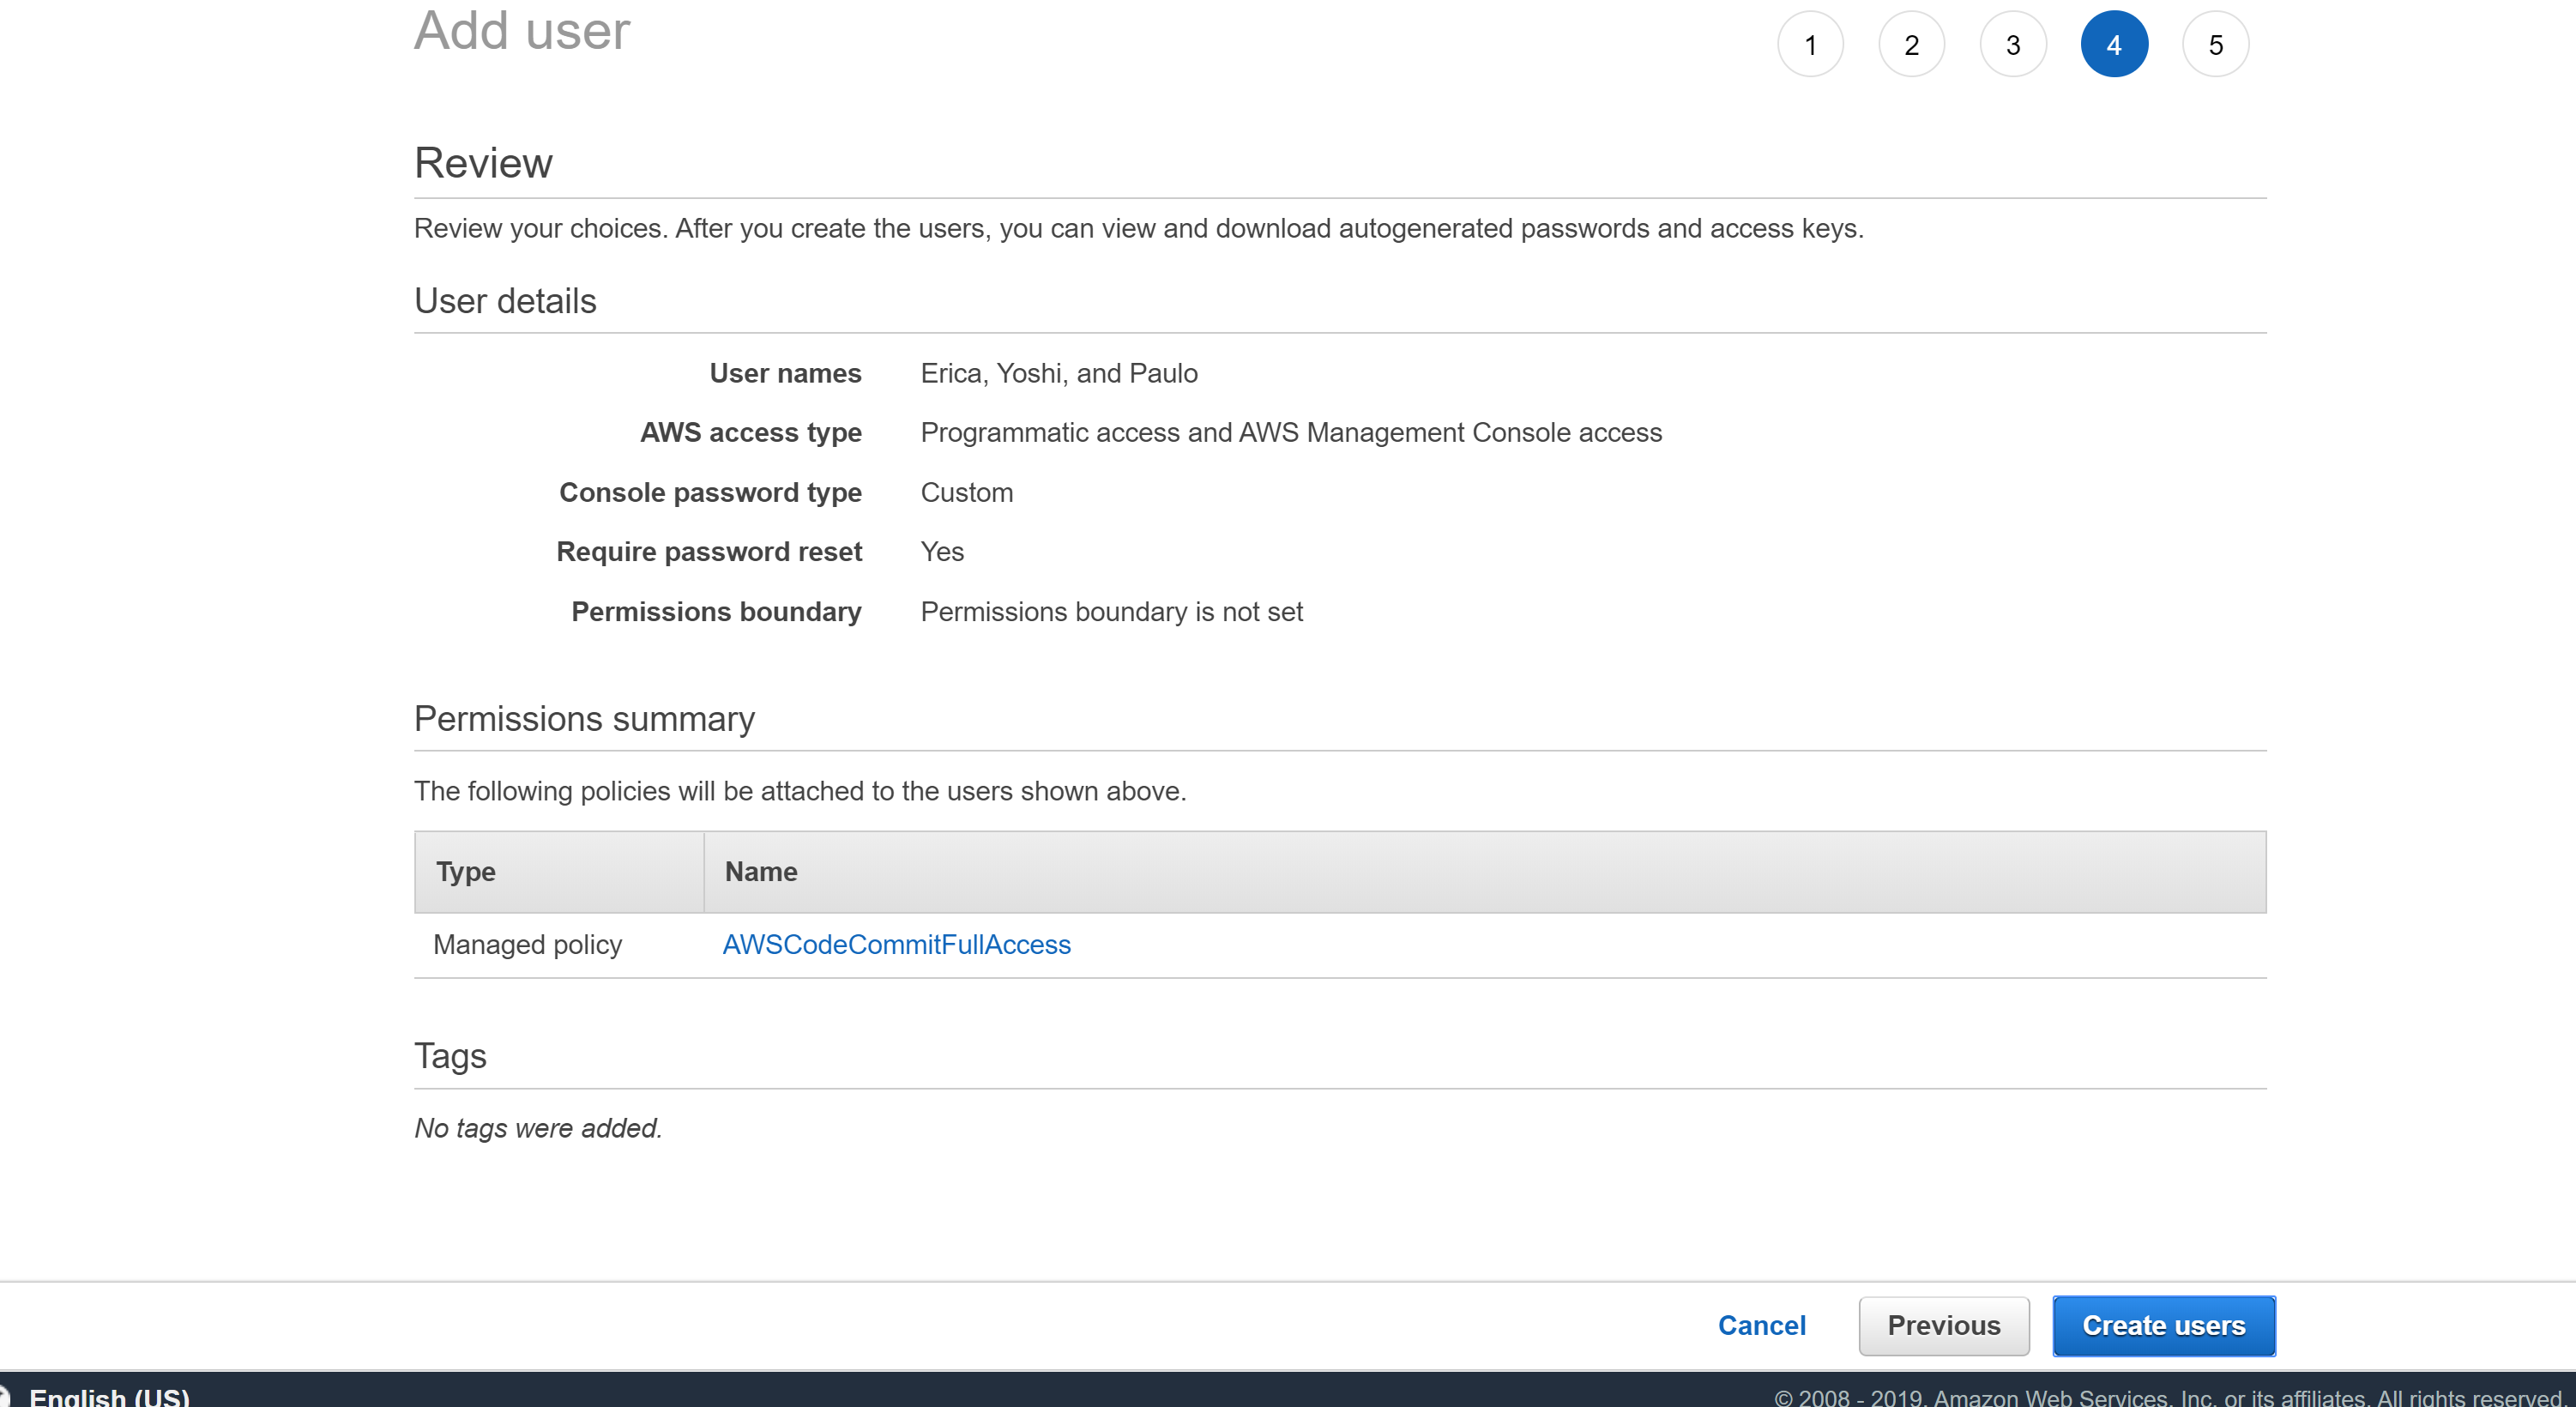 Add user
1 2 3 4 5
Review
Review your choices. After you create the users, you can view and download autogenerated passwords and access keys.
User details
User names Erica, Yoshi, and Paulo
AWS access type Programmatic access and AWS Management Console access
Console password type Custom
Require password reset Yes
Permissions boundary Permissions boundary is not set
Permissions summary
The following policies will be attached to the users shown above.
Type Name
Managed policy AWSCodeCommitFullAccess
Tags
No tags were added.
Cancel Previous Create users
English (US) © 2008 - 2019, Amazon Web Services, Inc. or its affiliates. All rights reserved.